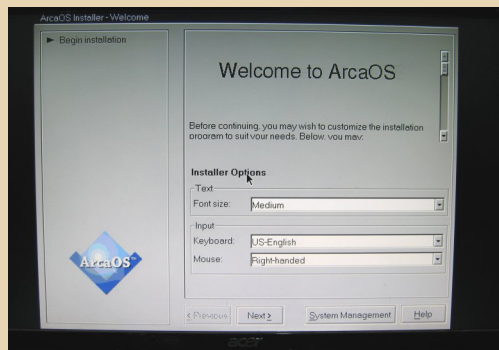 ArcaOS Installer - Welcome
Begin installation
Welcome to ArcaOS
Before continuing, you may wish to customize the installation
program to suit your needs. Below, you may:
Installer Options
Text
Font size: Medium
Input
Keyboard: US-English
Mouse: Right-handed
ArcaOS™
< Previous Next > System Management Help
acer